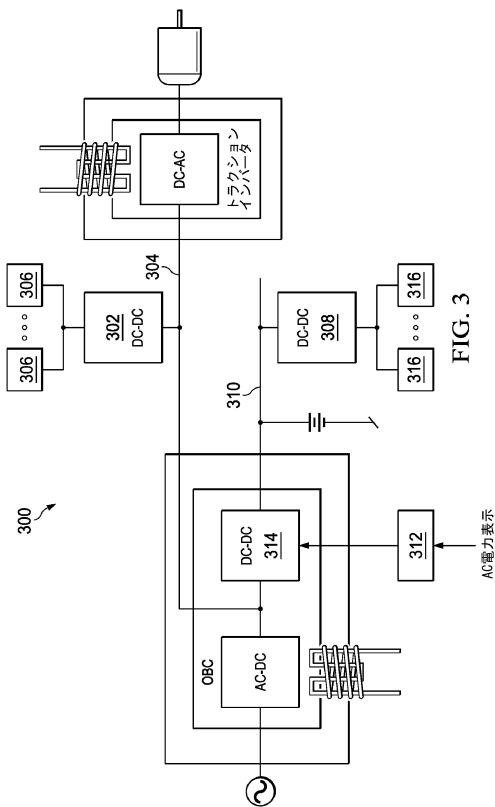 DC-AC
トラクション
インバータ
304
306
306
302
DC-DC
DC-DC
308
316
316
310
300
OBC
AC-DC
DC-DC
314
312
AC電力表示
FIG. 3